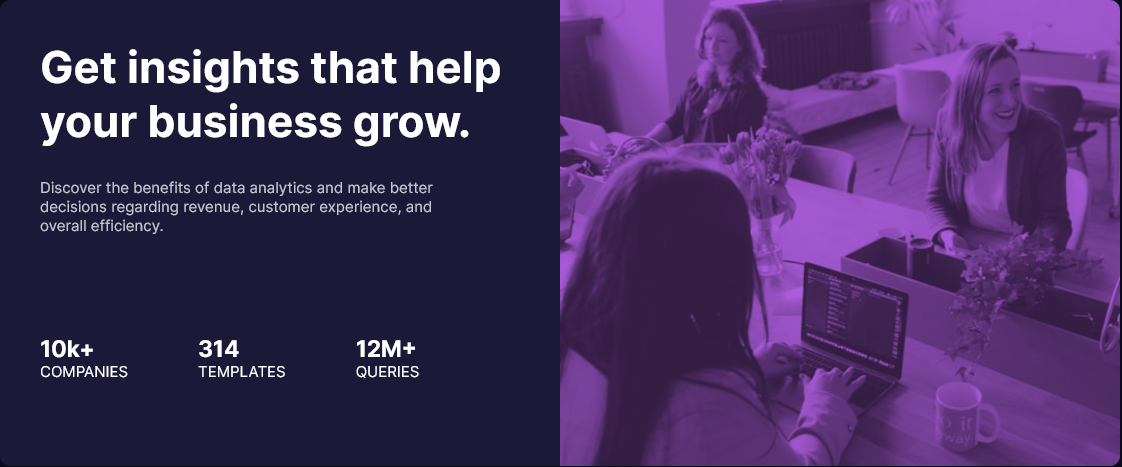 Get insights that help
your business grow.
Discover the benefits of data analytics and make better
decisions regarding revenue, customer experience, and
overall efficiency.
10k+
314
12M+
COMPANIES
TEMPLATES
QUERIES